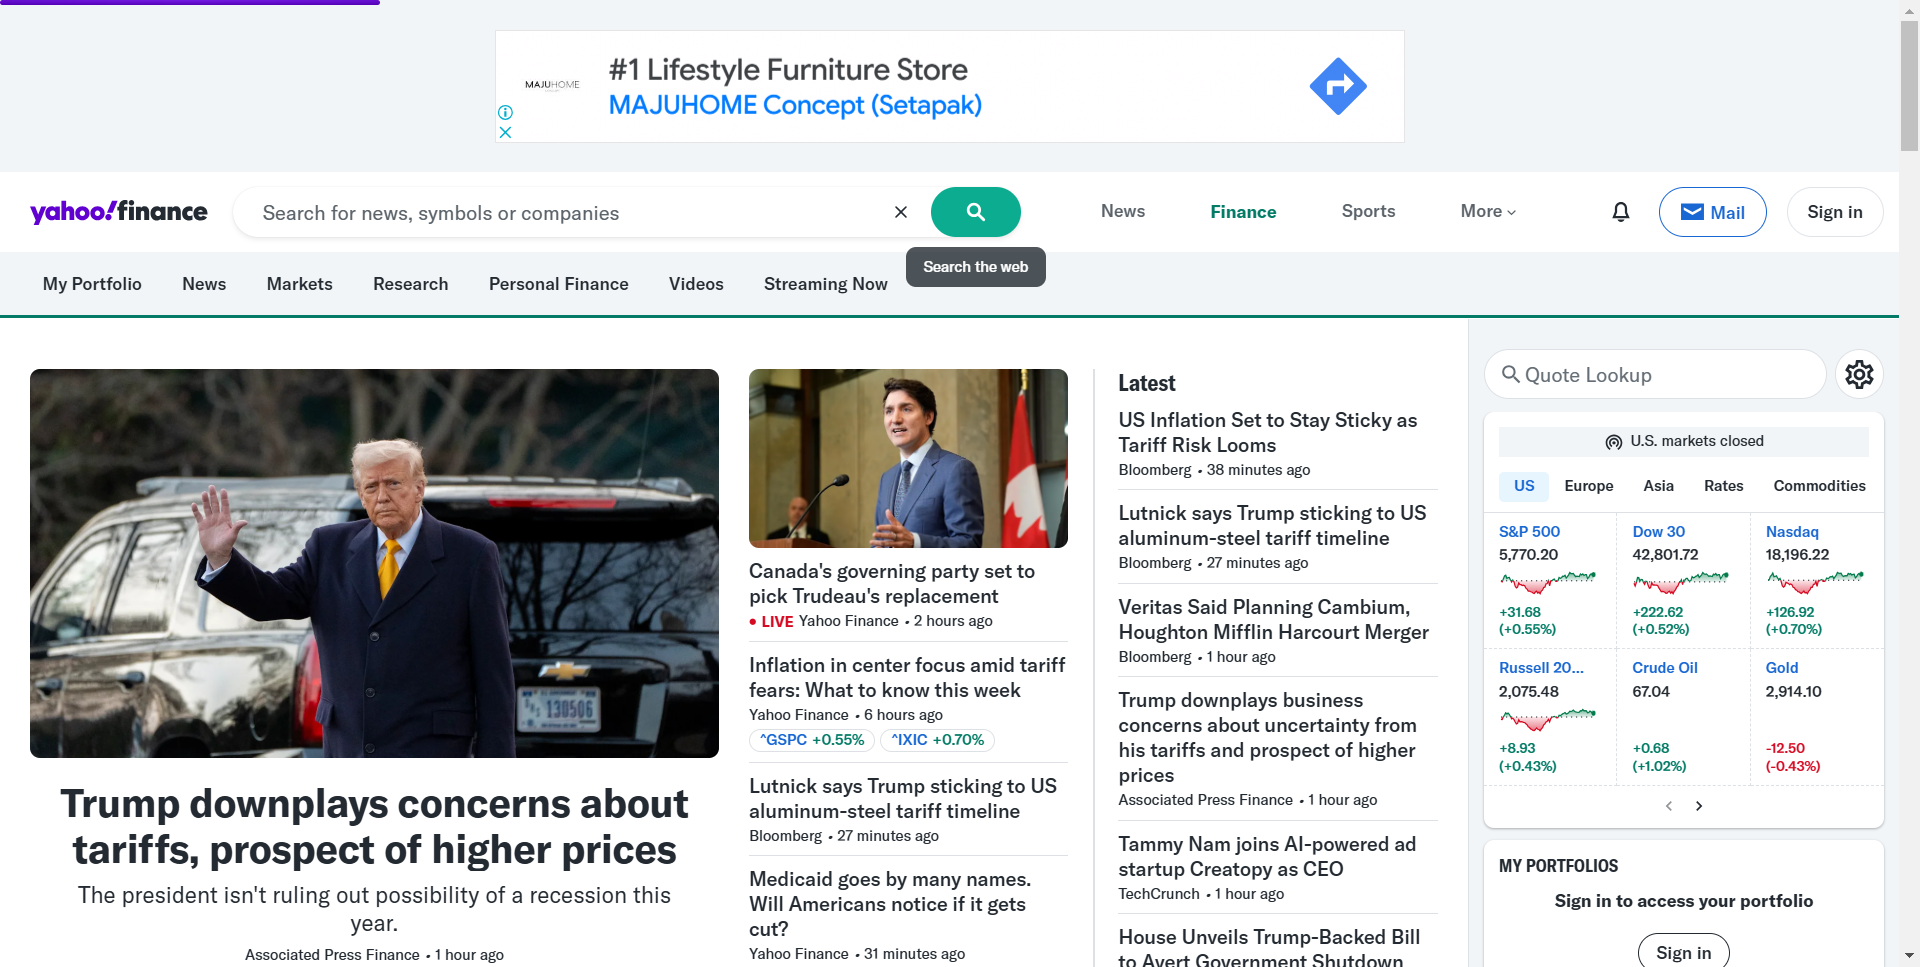 MAJUHOME
#1 Lifestyle Furniture Store
MAJUHOME Concept (Setapak)
yahoo!finance
Search for news, symbols or companies
News
Finance
Sports
More
Mail
Sign in
Search the web
My Portfolio
News
Markets
Research
Personal Finance
Videos
Streaming Now
Trump downplays concerns about
tariffs, prospect of higher prices
The president isn't ruling out possibility of a recession this
year.
Associated Press Finance • 1 hour ago
Canada's governing party set to
pick Trudeau's replacement
• LIVE Yahoo Finance • 2 hours ago
Inflation in center focus amid tariff
fears: What to know this week
Yahoo Finance • 6 hours ago
^GSPC +0.55%
^IXIC +0.70%
Lutnick says Trump sticking to US
aluminum-steel tariff timeline
Bloomberg • 27 minutes ago
Medicaid goes by many names.
Will Americans notice if it gets
cut?
Yahoo Finance • 31 minutes ago
Latest
US Inflation Set to Stay Sticky as
Tariff Risk Looms
Bloomberg • 38 minutes ago
Lutnick says Trump sticking to US
aluminum-steel tariff timeline
Bloomberg • 27 minutes ago
Veritas Said Planning Cambium,
Houghton Mifflin Harcourt Merger
Bloomberg • 1 hour ago
Trump downplays business
concerns about uncertainty from
his tariffs and prospect of higher
prices
Associated Press Finance • 1 hour ago
Tammy Nam joins AI-powered ad
startup Creatopy as CEO
TechCrunch • 1 hour ago
House Unveils Trump-Backed Bill
to Avert Government Shutdown
Quote Lookup
U.S. markets closed
US
Europe
Asia
Rates
Commodities
S&P 500
5,770.20
+31.68
(+0.55%)
Dow 30
42,801.72
+222.62
(+0.52%)
Nasdaq
18,196.22
+126.92
(+0.70%)
Russell 20...
2,075.48
+8.93
(+0.43%)
Crude Oil
67.04
+0.68
(+1.02%)
Gold
2,914.10
-12.50
(-0.43%)
MY PORTFOLIOS
Sign in to access your portfolio
Sign in